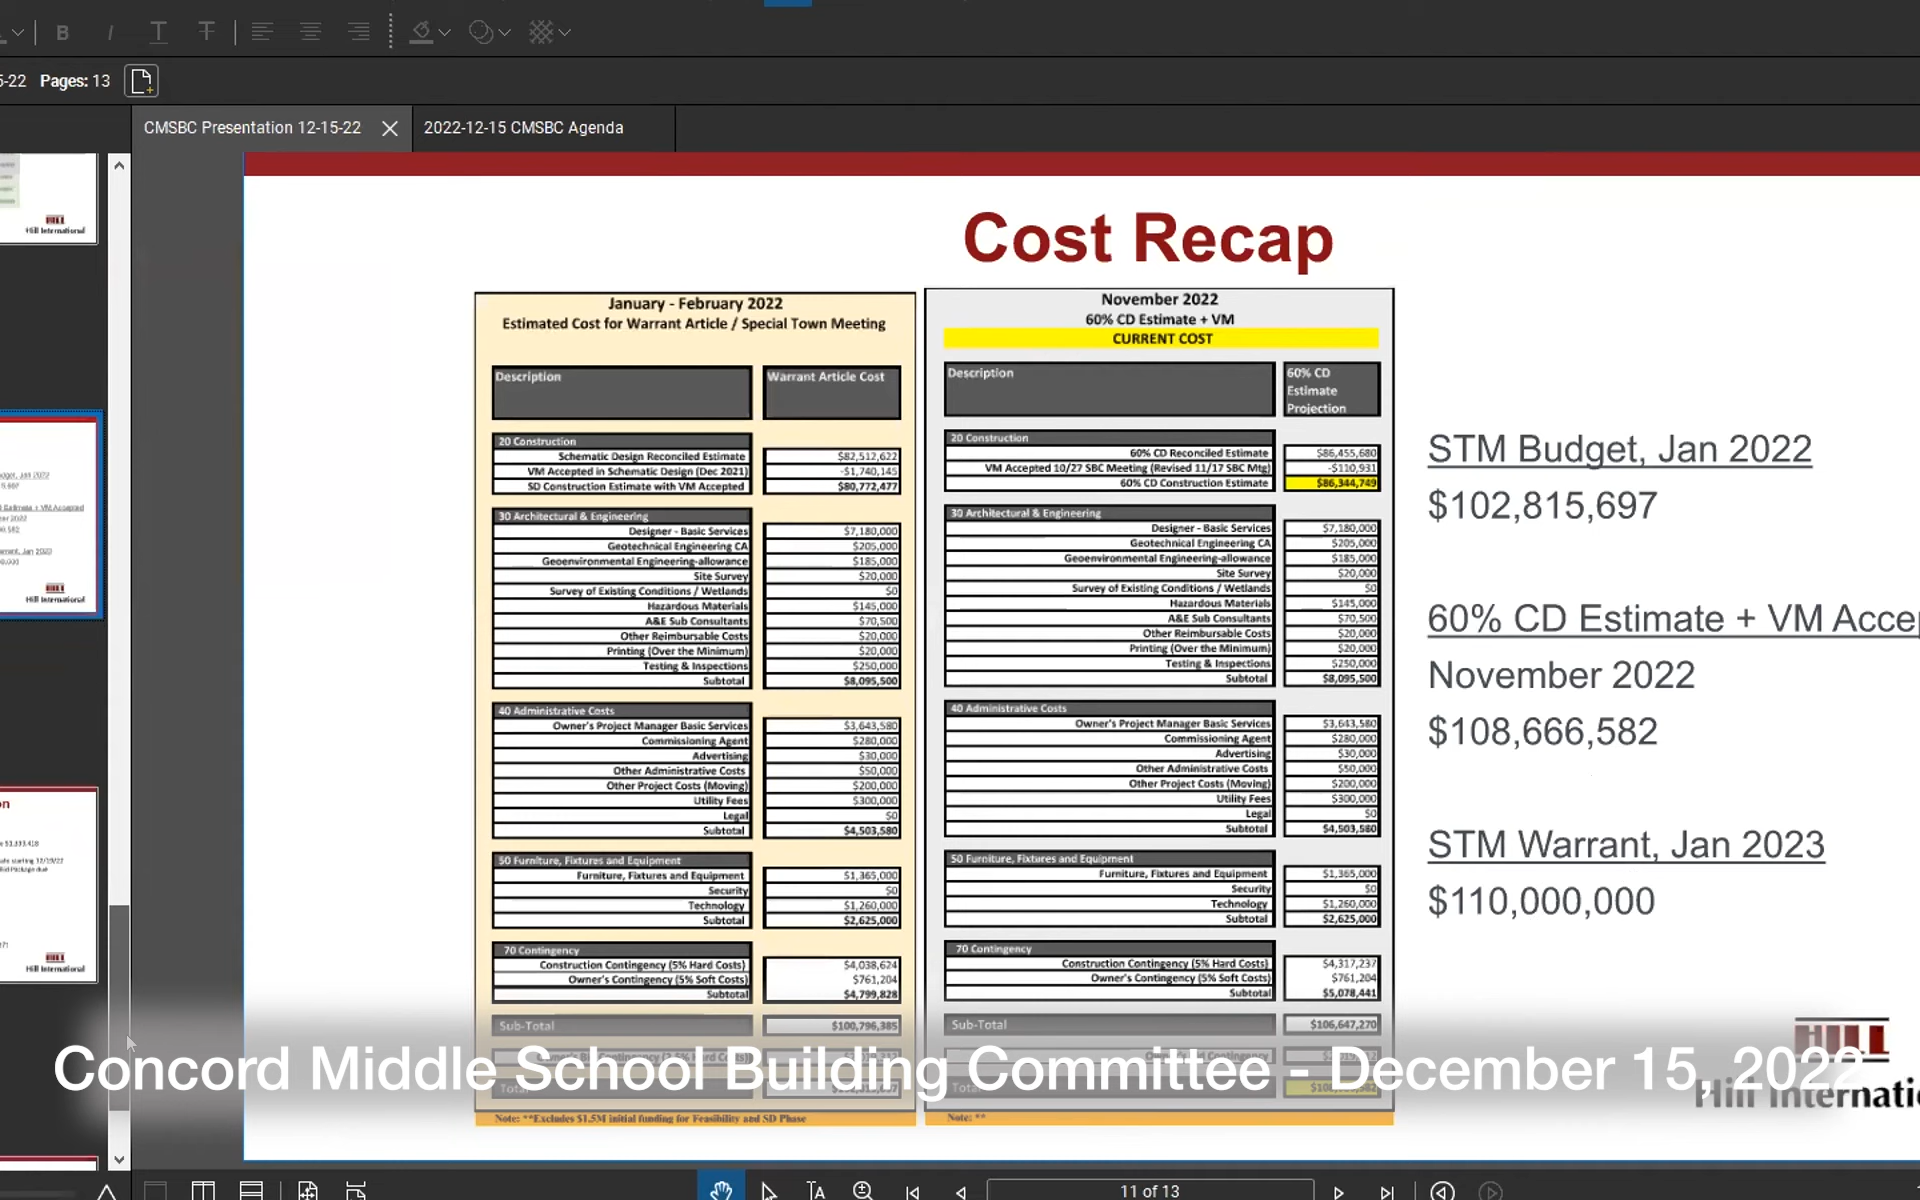 B I T T
5-22 Pages: 13
CMSBC Presentation 12-15-22
2022-12-15 CMSBC Agenda
Cost Recap
January - February 2022
Estimated Cost for Warrant Article / Special Town Meeting
Description Warrant Article Cost
20 Construction
Schematic Design Reconciled Estimate $82,512,622
VM Accepted in Schematic Design (Dec 2021) -$1,740,145
SD Construction Estimate with VM Accepted $80,772,477
30 Architectural & Engineering
Designer - Basic Services $7,180,000
Geotechnical Engineering CA $205,000
Geoenvironmental Engineering-allowance $185,000
Site Survey $20,000
Survey of Existing Conditions / Wetlands $0
Hazardous Materials $145,000
A&E Sub Consultants $70,500
Other Reimbursable Costs $20,000
Printing (Over the Minimum) $20,000
Testing & Inspections $250,000
Subtotal $8,095,500
40 Administrative Costs
Owner's Project Manager Basic Services $3,643,580
Commissioning Agent $280,000
Advertising $30,000
Other Administrative Costs $50,000
Other Project Costs (Moving) $200,000
Utility Fees $300,000
Legal $0
Subtotal $4,503,580
50 Furniture, Fixtures and Equipment
Furniture, Fixtures and Equipment $1,365,000
Security $0
Technology $1,260,000
Subtotal $2,625,000
70 Contingency
Construction Contingency (5% Hard Costs) $4,038,624
Owner's Contingency (5% Soft Costs) $761,204
Subtotal $4,799,828
Sub-Total $100,796,385
Total
Note: **Excludes $1.5M initial funding for Feasibility and SD Phase
November 2022
60% CD Estimate + VM
CURRENT COST
Description 60% CD Estimate Projection
20 Construction
60% CD Reconciled Estimate $86,455,680
VM Accepted 10/27 SBC Meeting (Revised 11/17 SBC Mtg) -$110,931
60% CD Construction Estimate $86,344,749
30 Architectural & Engineering
Designer - Basic Services $7,180,000
Geotechnical Engineering CA $205,000
Geoenvironmental Engineering-allowance $185,000
Site Survey $20,000
Survey of Existing Conditions / Wetlands $0
Hazardous Materials $145,000
A&E Sub Consultants $70,500
Other Reimbursable Costs $20,000
Printing (Over the Minimum) $20,000
Testing & Inspections $250,000
Subtotal $8,095,500
40 Administrative Costs
Owner's Project Manager Basic Services $3,643,580
Commissioning Agent $280,000
Advertising $30,000
Other Administrative Costs $50,000
Other Project Costs (Moving) $200,000
Utility Fees $300,000
Legal $0
Subtotal $4,503,580
50 Furniture, Fixtures and Equipment
Furniture, Fixtures and Equipment $1,365,000
Security $0
Technology $1,260,000
Subtotal $2,625,000
70 Contingency
Construction Contingency (5% Hard Costs) $4,317,237
Owner's Contingency (5% Soft Costs) $761,204
Subtotal $5,078,441
Sub-Total $106,647,270
Total
Note: **
STM Budget, Jan 2022
$102,815,697
60% CD Estimate + VM Acce
November 2022
$108,666,582
STM Warrant, Jan 2023
$110,000,000
HILL
Hill Internatio
Concord Middle School Building Committee - December 15, 2022
Hill International
Hill International
Hill International
11 of 13